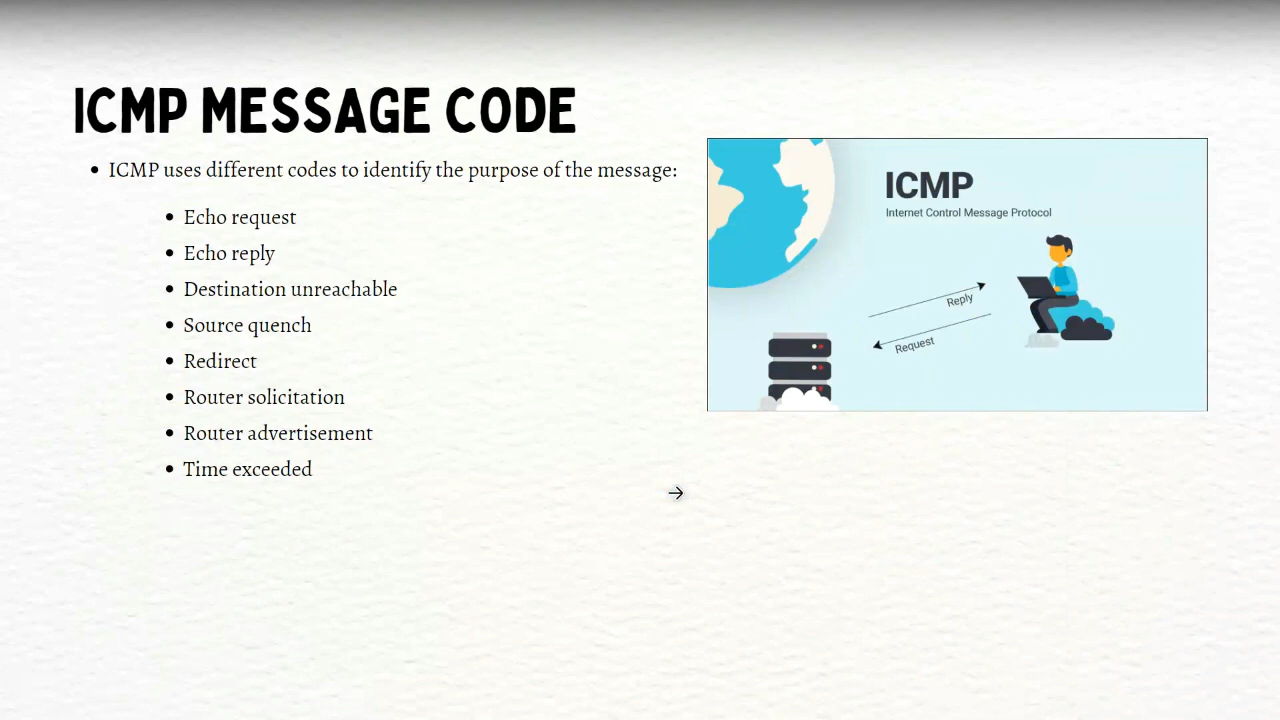 ICMP MESSAGE CODE
• ICMP uses different codes to identify the purpose of the message:
• Echo request
• Echo reply
• Destination unreachable
• Source quench
• Redirect
• Router solicitation
• Router advertisement
• Time exceeded
ICMP
Internet Control Message Protocol
Reply
Request